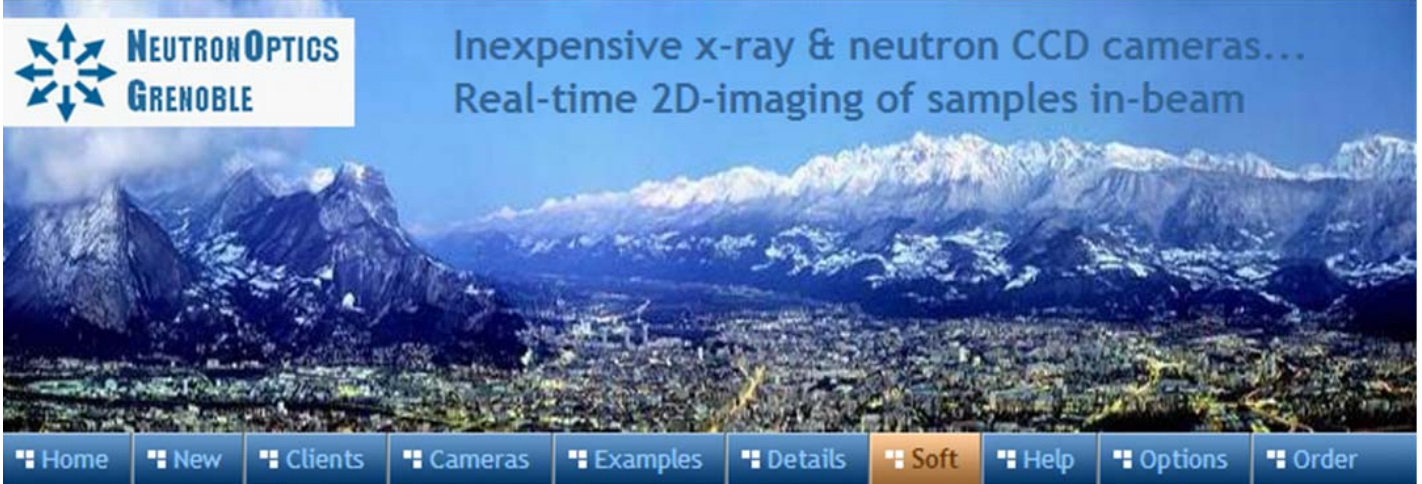 NEUTRONOPTICS
GRENOBLE
Inexpensive x-ray & neutron CCD cameras...
Real-time 2D-imaging of samples in-beam
Home New Clients Cameras Examples Details Soft Help Options Order